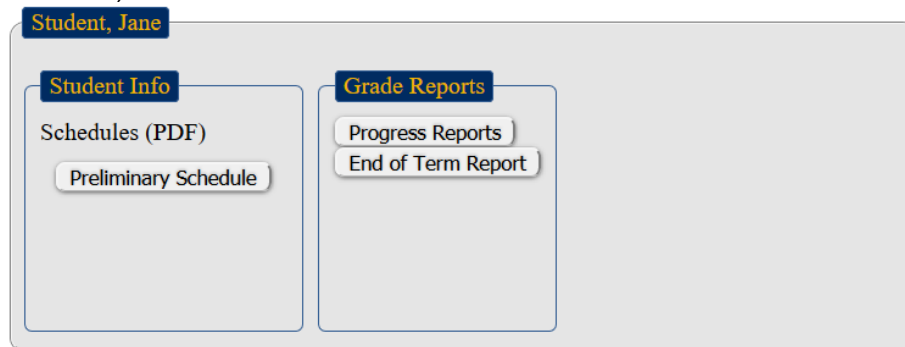 Student, Jane
Student Info
Schedules (PDF)
Preliminary Schedule
Grade Reports
Progress Reports
End of Term Report